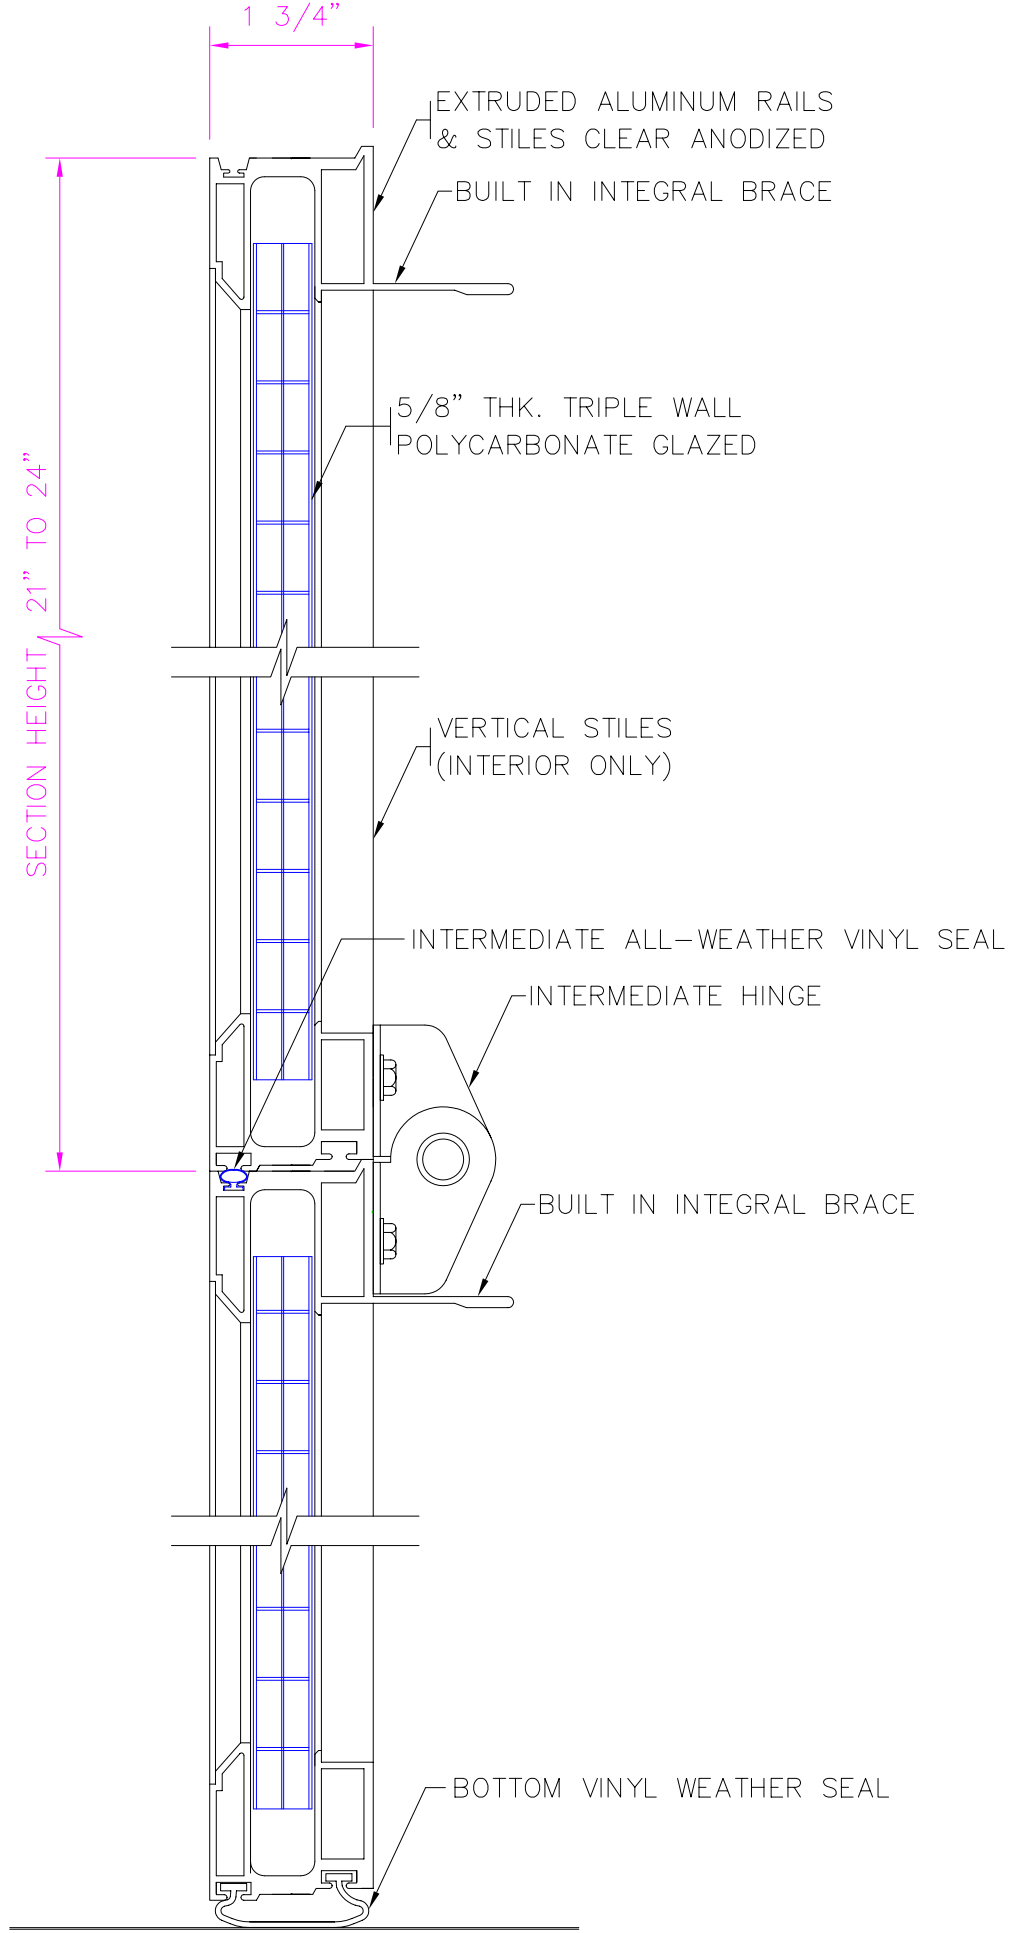 1 3/4”
EXTRUDED ALUMINUM RAILS
& STILES CLEAR ANODIZED
BUILT IN INTEGRAL BRACE
5/8” THK. TRIPLE WALL
POLYCARBONATE GLAZED
SECTION HEIGHT 21” TO 24”
VERTICAL STILES
(INTERIOR ONLY)
INTERMEDIATE ALL-WEATHER VINYL SEAL
INTERMEDIATE HINGE
BUILT IN INTEGRAL BRACE
BOTTOM VINYL WEATHER SEAL